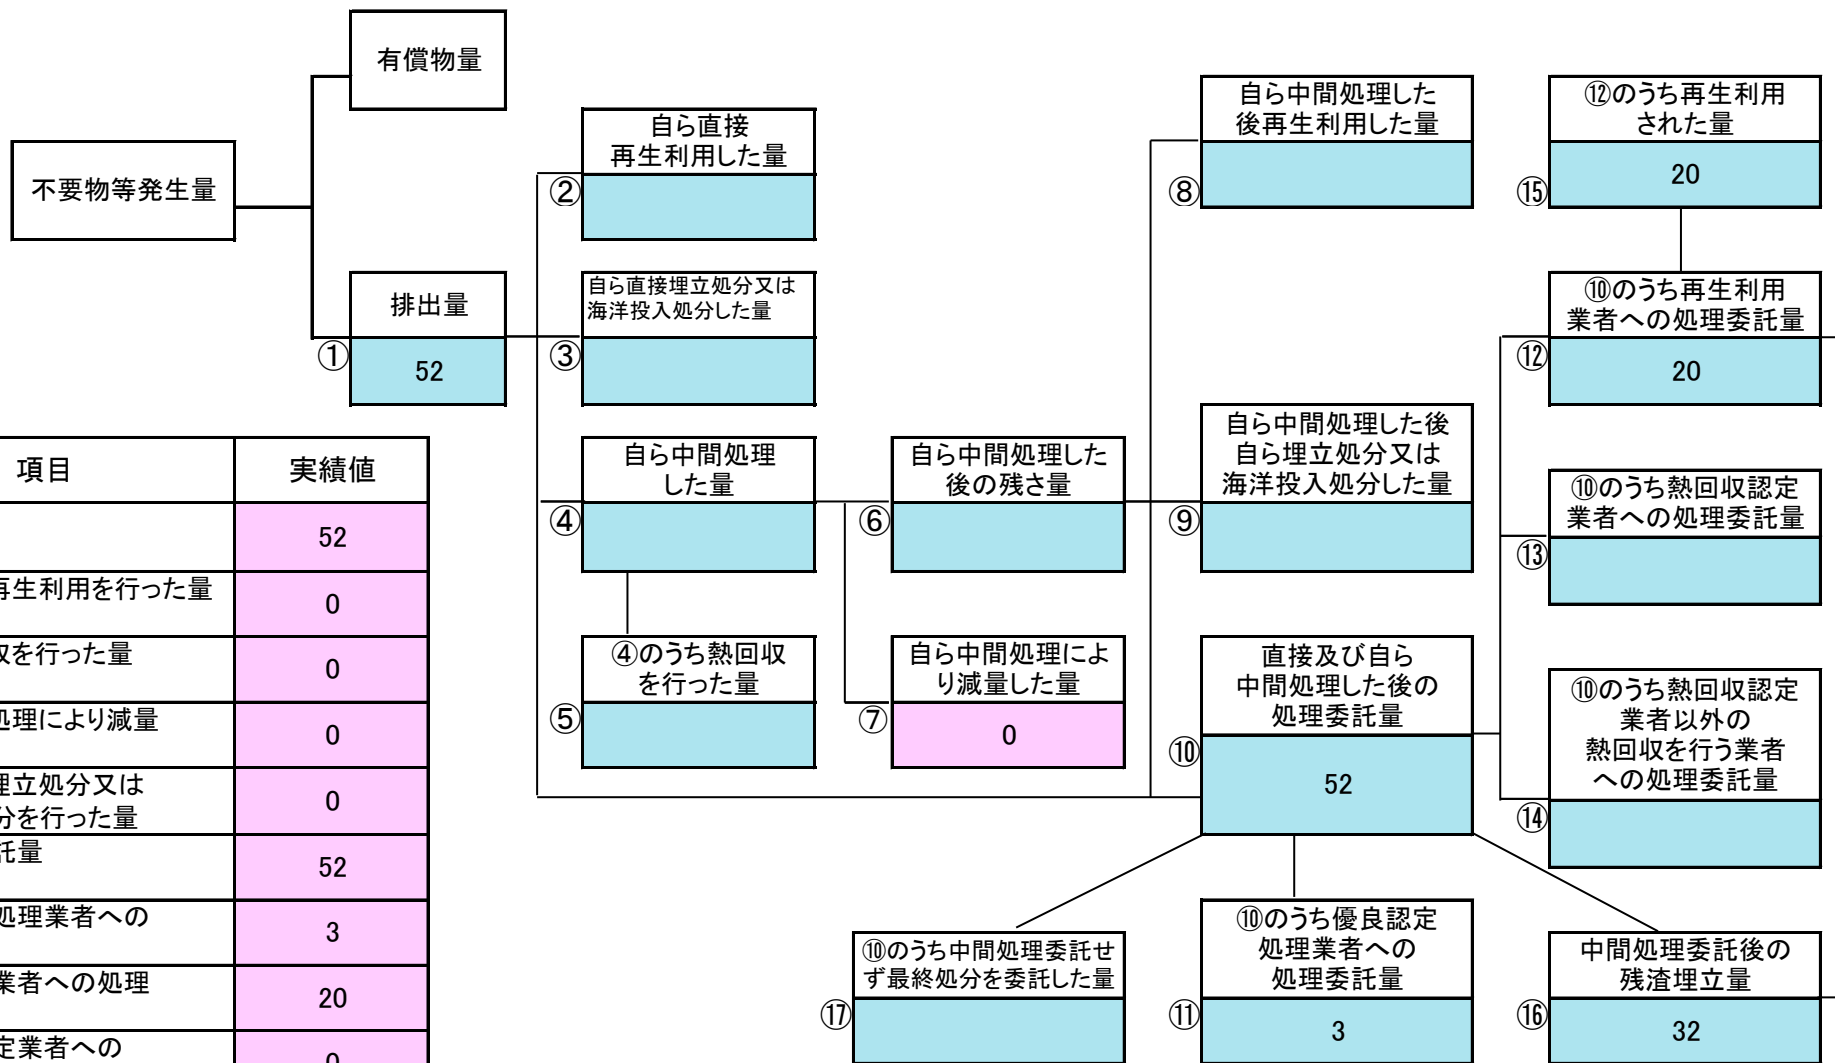 有償物量
不要物等発生量
排出量
①
52
自ら直接
再生利用した量
②
自ら直接埋立処分又は
海洋投入処分した量
③
自ら中間処理
した量
④
④のうち熱回収
を行った量
⑤
自ら中間処理した
後の残さ量
⑥
自ら中間処理によ
り減量した量
⑦
0
自ら中間処理した
後再生利用した量
⑧
自ら中間処理した後
自ら埋立処分又は
海洋投入処分した量
⑨
直接及び自ら
中間処理した後の
処理委託量
⑩
52
⑫のうち再生利用
された量
⑮
20
⑩のうち再生利用
業者への処理委託量
⑫
20
⑩のうち熱回収認定
業者への処理委託量
⑬
⑩のうち熱回収認定
業者以外の
熱回収を行う業者
への処理委託量
⑭
⑩のうち中間処理委託せ
ず最終処分を委託した量
⑰
⑩のうち優良認定
処理業者への
処理委託量
⑪
3
中間処理委託後の
残渣埋立量
⑯
32
項目 実績値
52
再生利用を行った量
0
収を行った量
0
処理により減量
0
埋立処分又は
分を行った量
0
託量
52
処理業者への
3
業者への処理
20
定業者への
0